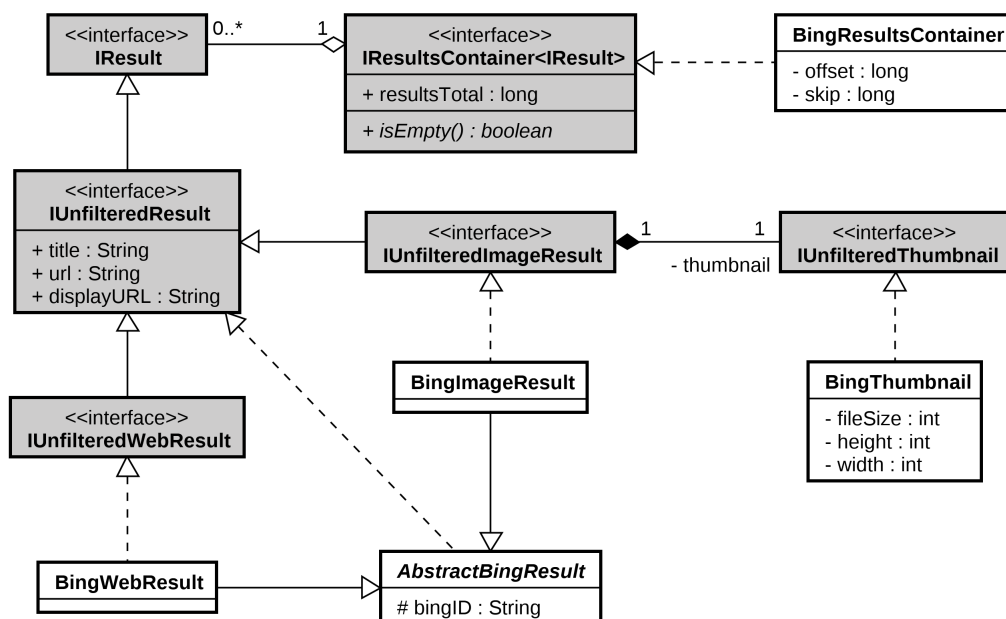 <<interface>>
IResult
0..*
1
<<interface>>
IResultsContainer<IResult>
+ resultsTotal : long
+ isEmpty() : boolean
BingResultsContainer
- offset : long
- skip : long
<<interface>>
IUnfilteredResult
+ title : String
+ url : String
+ displayURL : String
<<interface>>
IUnfilteredImageResult
1
1
- thumbnail
<<interface>>
IUnfilteredThumbnail
BingImageResult
BingThumbnail
- fileSize : int
- height : int
- width : int
<<interface>>
IUnfilteredWebResult
BingWebResult
AbstractBingResult
# bingID : String